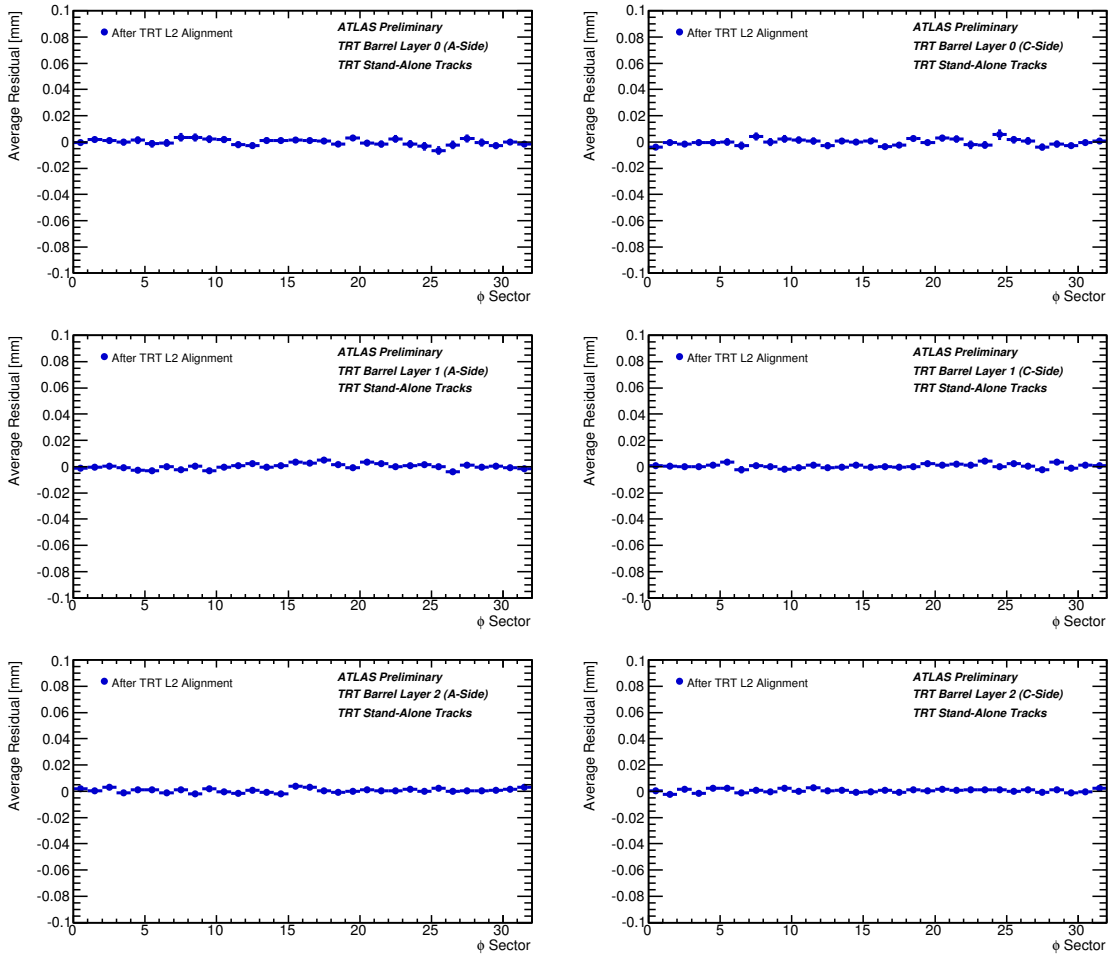 Average Residual [mm]
0.1
0.08
0.06
0.04
0.02
0
-0.02
-0.04
-0.06
-0.08
-0.1
After TRT L2 Alignment
ATLAS Preliminary
TRT Barrel Layer 0 (A-Side)
TRT Stand-Alone Tracks
0 5 10 15 20 25 30
ϕ Sector
Average Residual [mm]
0.1
0.08
0.06
0.04
0.02
0
-0.02
-0.04
-0.06
-0.08
-0.1
After TRT L2 Alignment
ATLAS Preliminary
TRT Barrel Layer 0 (C-Side)
TRT Stand-Alone Tracks
0 5 10 15 20 25 30
ϕ Sector
Average Residual [mm]
0.1
0.08
0.06
0.04
0.02
0
-0.02
-0.04
-0.06
-0.08
-0.1
After TRT L2 Alignment
ATLAS Preliminary
TRT Barrel Layer 1 (A-Side)
TRT Stand-Alone Tracks
0 5 10 15 20 25 30
ϕ Sector
Average Residual [mm]
0.1
0.08
0.06
0.04
0.02
0
-0.02
-0.04
-0.06
-0.08
-0.1
After TRT L2 Alignment
ATLAS Preliminary
TRT Barrel Layer 1 (C-Side)
TRT Stand-Alone Tracks
0 5 10 15 20 25 30
ϕ Sector
Average Residual [mm]
0.1
0.08
0.06
0.04
0.02
0
-0.02
-0.04
-0.06
-0.08
-0.1
After TRT L2 Alignment
ATLAS Preliminary
TRT Barrel Layer 2 (A-Side)
TRT Stand-Alone Tracks
0 5 10 15 20 25 30
ϕ Sector
Average Residual [mm]
0.1
0.08
0.06
0.04
0.02
0
-0.02
-0.04
-0.06
-0.08
-0.1
After TRT L2 Alignment
ATLAS Preliminary
TRT Barrel Layer 2 (C-Side)
TRT Stand-Alone Tracks
0 5 10 15 20 25 30
ϕ Sector